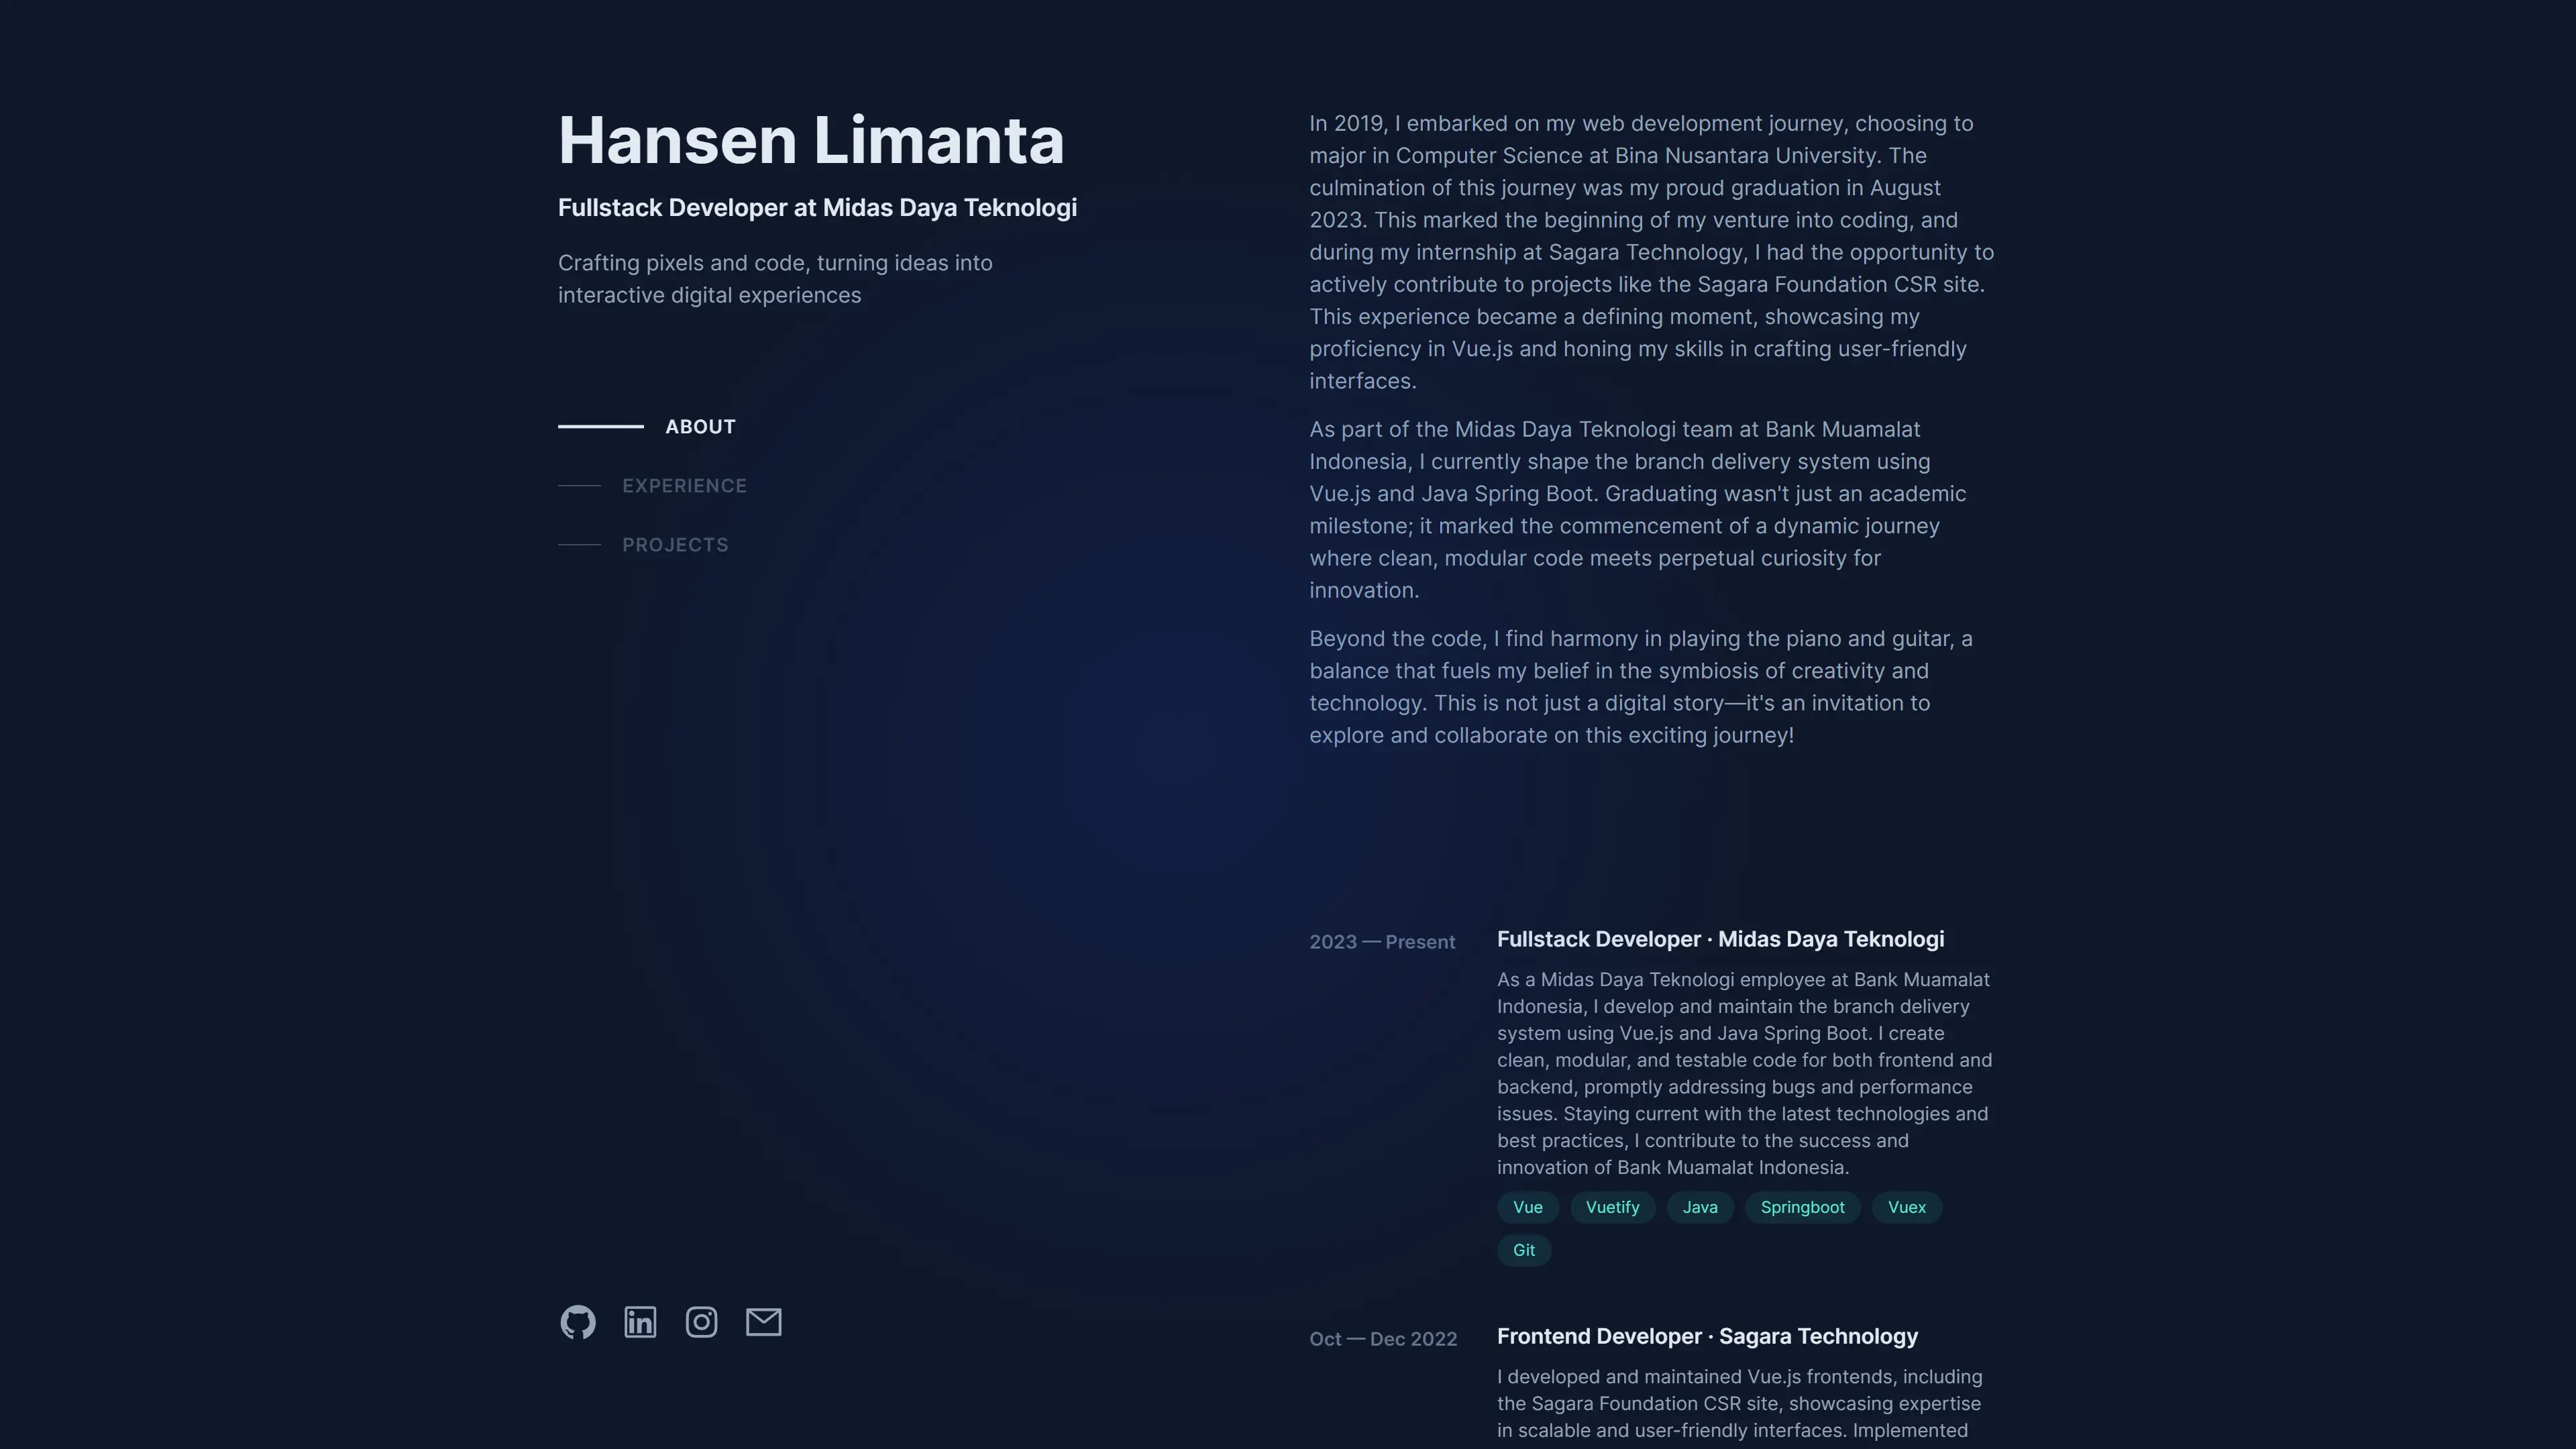 Hansen Limanta
Fullstack Developer at Midas Daya Teknologi
Crafting pixels and code, turning ideas into
interactive digital experiences
ABOUT
EXPERIENCE
PROJECTS
In 2019, I embarked on my web development journey, choosing to
major in Computer Science at Bina Nusantara University. The
culmination of this journey was my proud graduation in August
2023. This marked the beginning of my venture into coding, and
during my internship at Sagara Technology, I had the opportunity to
actively contribute to projects like the Sagara Foundation CSR site.
This experience became a defining moment, showcasing my
proficiency in Vue.js and honing my skills in crafting user-friendly
interfaces.
As part of the Midas Daya Teknologi team at Bank Muamalat
Indonesia, I currently shape the branch delivery system using
Vue.js and Java Spring Boot. Graduating wasn't just an academic
milestone; it marked the commencement of a dynamic journey
where clean, modular code meets perpetual curiosity for
innovation.
Beyond the code, I find harmony in playing the piano and guitar, a
balance that fuels my belief in the symbiosis of creativity and
technology. This is not just a digital story—it's an invitation to
explore and collaborate on this exciting journey!
2023 — Present
Fullstack Developer · Midas Daya Teknologi
As a Midas Daya Teknologi employee at Bank Muamalat
Indonesia, I develop and maintain the branch delivery
system using Vue.js and Java Spring Boot. I create
clean, modular, and testable code for both frontend and
backend, promptly addressing bugs and performance
issues. Staying current with the latest technologies and
best practices, I contribute to the success and
innovation of Bank Muamalat Indonesia.
Vue Vuetify Java Springboot Vuex
Git
Oct — Dec 2022
Frontend Developer · Sagara Technology
I developed and maintained Vue.js frontends, including
the Sagara Foundation CSR site, showcasing expertise
in scalable and user-friendly interfaces. Implemented